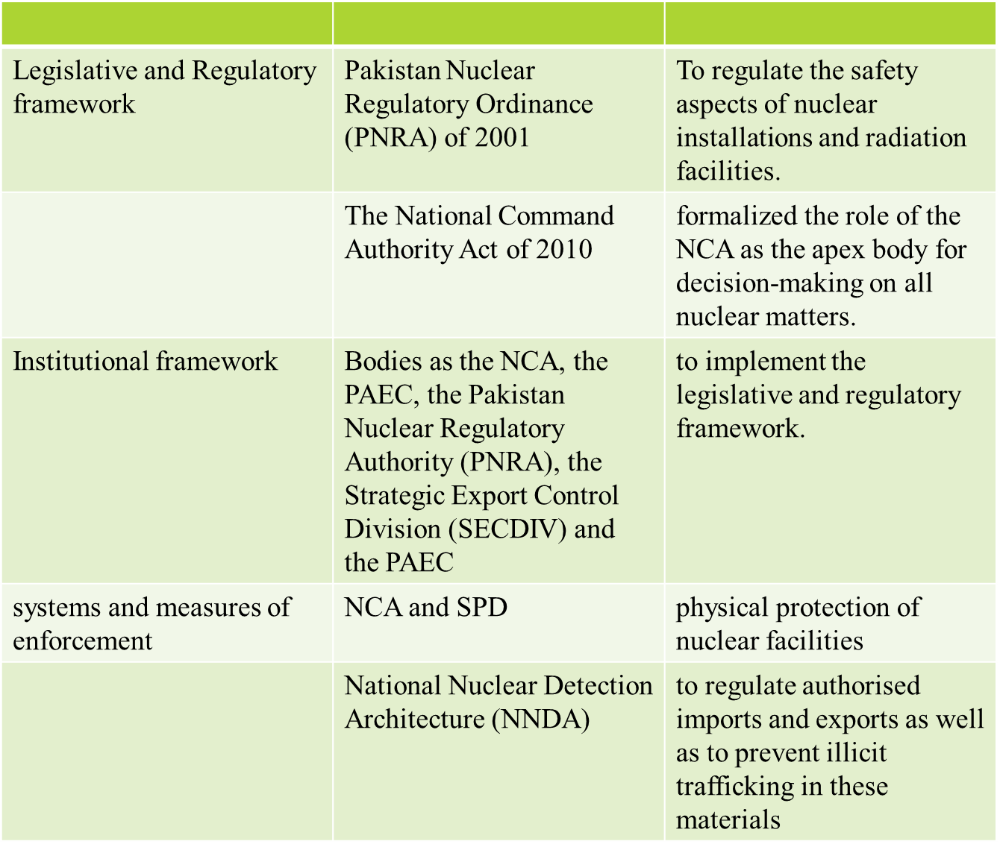 Legislative and Regulatory
framework
Pakistan Nuclear
Regulatory Ordinance
(PNRA) of 2001
To regulate the safety
aspects of nuclear
installations and radiation
facilities.
The National Command
Authority Act of 2010
formalized the role of the
NCA as the apex body for
decision-making on all
nuclear matters.
Institutional framework
Bodies as the NCA, the
PAEC, the Pakistan
Nuclear Regulatory
Authority (PNRA), the
Strategic Export Control
Division (SECDIV) and
the PAEC
to implement the
legislative and regulatory
framework.
systems and measures of
enforcement
NCA and SPD
physical protection of
nuclear facilities
National Nuclear Detection
Architecture (NNDA)
to regulate authorised
imports and exports as well
as to prevent illicit
trafficking in these
materials